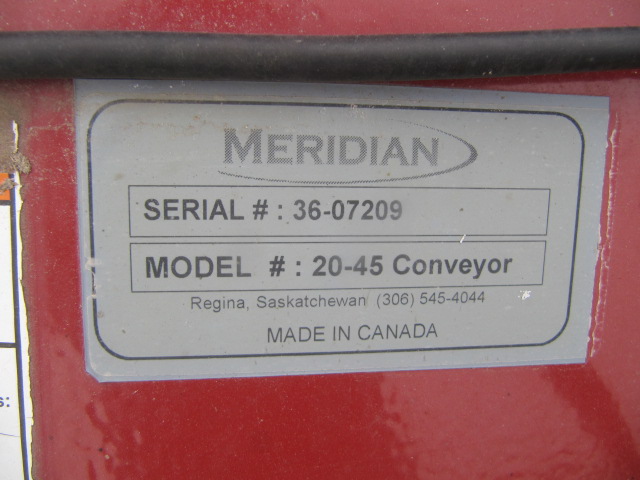 MERIDIAN
SERIAL # : 36-07209
MODEL # : 20-45 Conveyor
Regina, Saskatchewan (306) 545-4044
MADE IN CANADA
s: